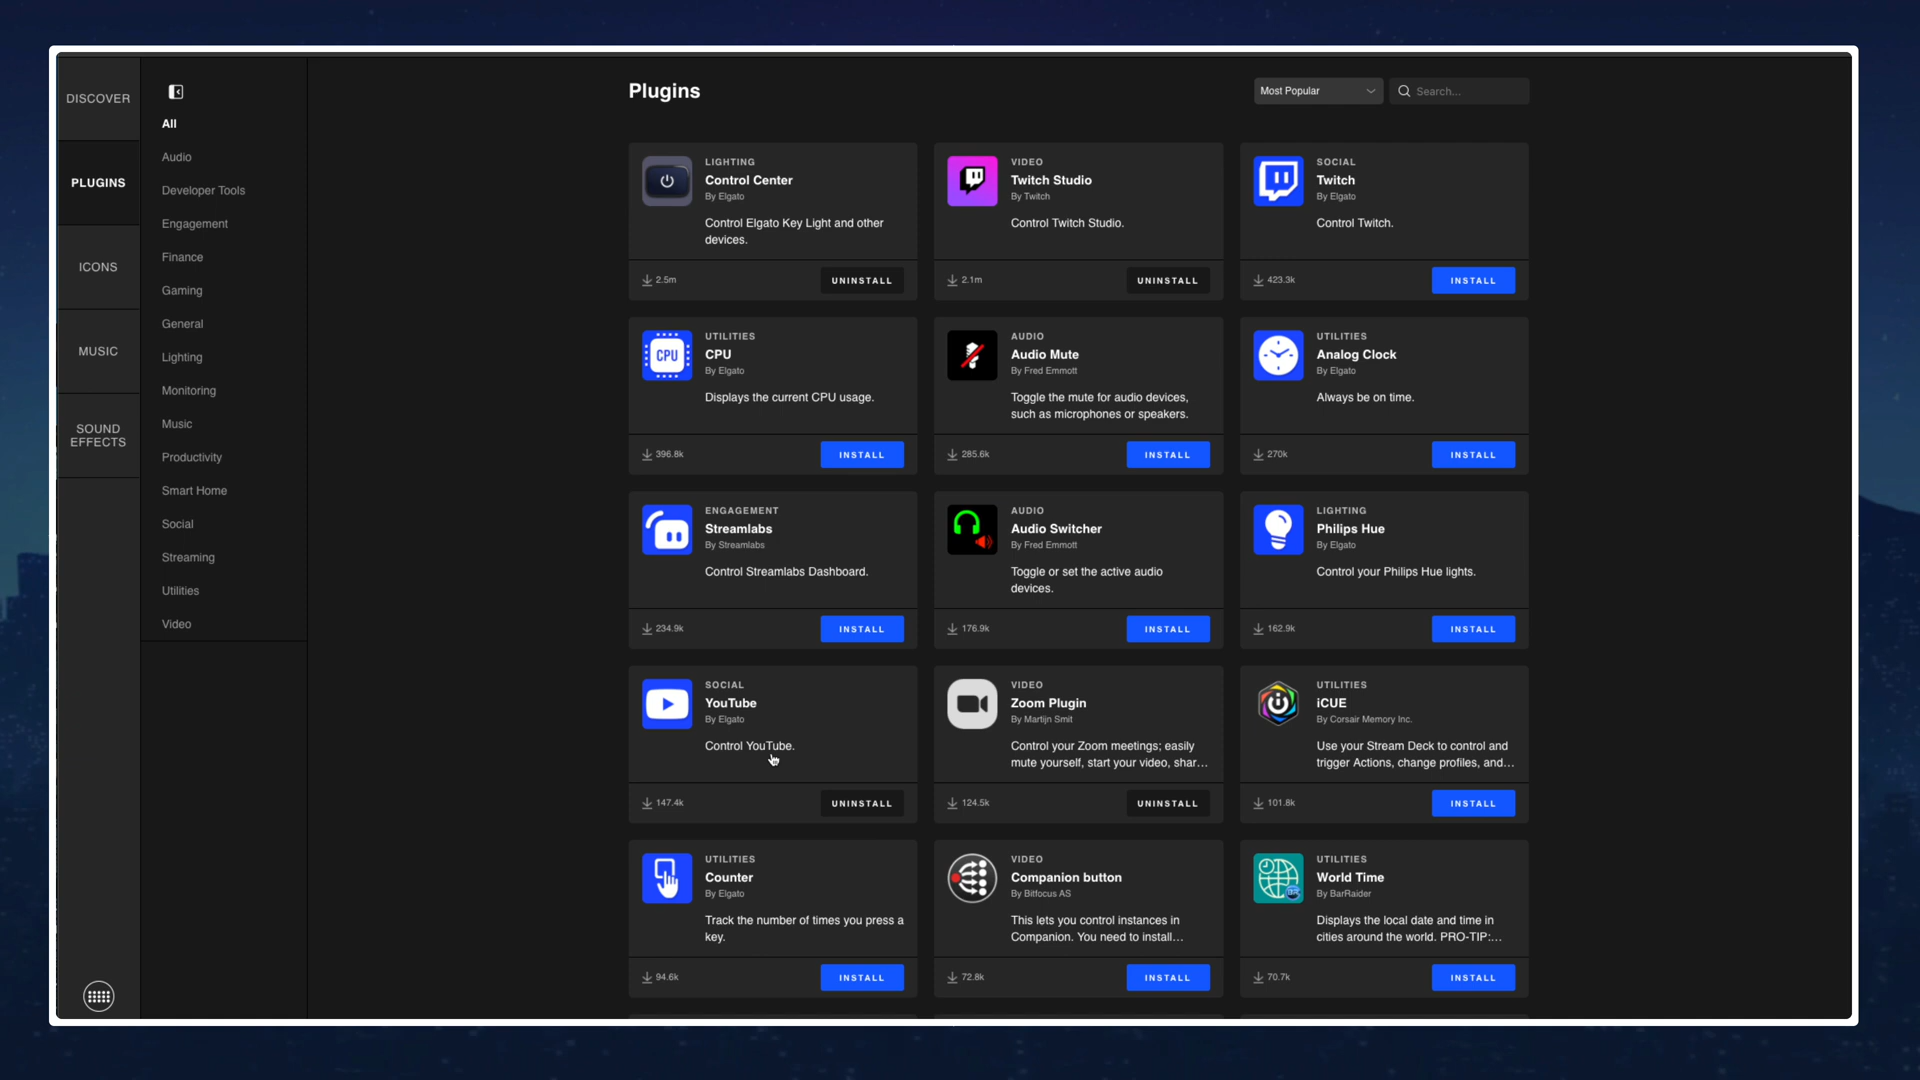 DISCOVER
PLUGINS
ICONS
MUSIC
SOUND
EFFECTS
All
Audio
Developer Tools
Engagement
Finance
Gaming
General
Lighting
Monitoring
Music
Productivity
Smart Home
Social
Streaming
Utilities
Video
Plugins
Most Popular
Search...
LIGHTING
Control Center
By Elgato
Control Elgato Key Light and other
devices.
2.5m
UNINSTALL
VIDEO
Twitch Studio
By Twitch
Control Twitch Studio.
2.1m
UNINSTALL
SOCIAL
Twitch
By Elgato
Control Twitch.
423.3k
INSTALL
CPU
UTILITIES
CPU
By Elgato
Displays the current CPU usage.
396.8k
INSTALL
AUDIO
Audio Mute
By Fred Emmott
Toggle the mute for audio devices,
such as microphones or speakers.
285.6k
INSTALL
UTILITIES
Analog Clock
By Elgato
Always be on time.
270k
INSTALL
ENGAGEMENT
Streamlabs
By Streamlabs
Control Streamlabs Dashboard.
234.9k
INSTALL
AUDIO
Audio Switcher
By Fred Emmott
Toggle or set the active audio
devices.
176.9k
INSTALL
LIGHTING
Philips Hue
By Elgato
Control your Philips Hue lights.
162.9k
INSTALL
SOCIAL
YouTube
By Elgato
Control YouTube.
147.4k
UNINSTALL
VIDEO
Zoom Plugin
By Martijn Smit
Control your Zoom meetings; easily
mute yourself, start your video, shar...
124.5k
UNINSTALL
UTILITIES
iCUE
By Corsair Memory Inc.
Use your Stream Deck to control and
trigger Actions, change profiles, and...
101.8k
INSTALL
UTILITIES
Counter
By Elgato
Track the number of times you press a
key.
94.6k
INSTALL
VIDEO
Companion button
By Bitfocus AS
This lets you control instances in
Companion. You need to install...
72.8k
INSTALL
UTILITIES
World Time
By BarRaider
Displays the local date and time in
cities around the world. PRO-TIP:...
70.7k
INSTALL